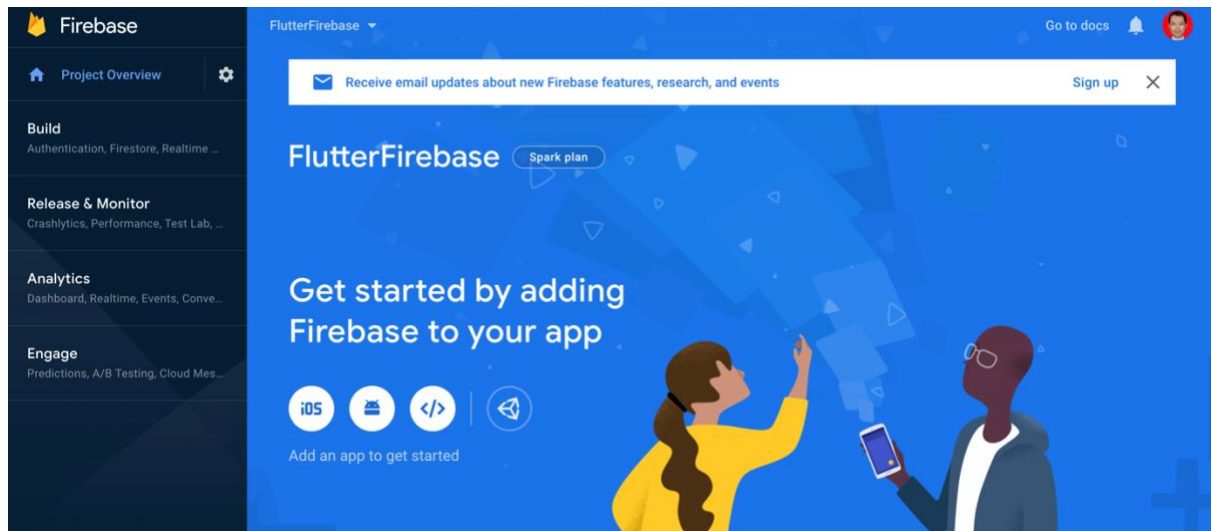 Firebase
FlutterFirebase
Go to docs
Project Overview
Receive email updates about new Firebase features, research, and events
Sign up
Build
Authentication, Firestore, Realtime ...
FlutterFirebase
Spark plan
Release & Monitor
Crashlytics, Performance, Test Lab, ...
Analytics
Dashboard, Realtime, Events, Conve...
Get started by adding
Firebase to your app
Engage
Predictions, A/B Testing, Cloud Mes...
iOS
</>
Add an app to get started